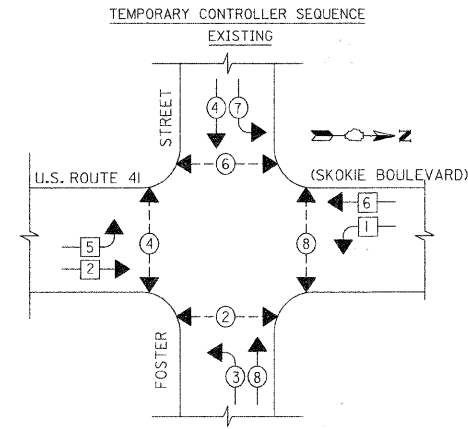 TEMPORARY CONTROLLER SEQUENCE
EXISTING
STREET
4
7
N
6
U.S. ROUTE 41
(SKOKIE BOULEVARD)
6
1
5
2
4
8
2
FOSTER
3
8